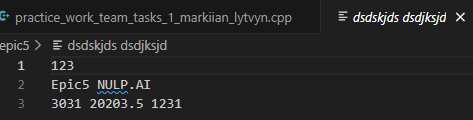 practice_work_team_tasks_1_markiian_lytvyn.cpp dsdskjds dsdjksjd
epic5 > dsdskjds dsdjksjd
1 123
2 Epic5 NULP.AI
3 3031 20203.5 1231